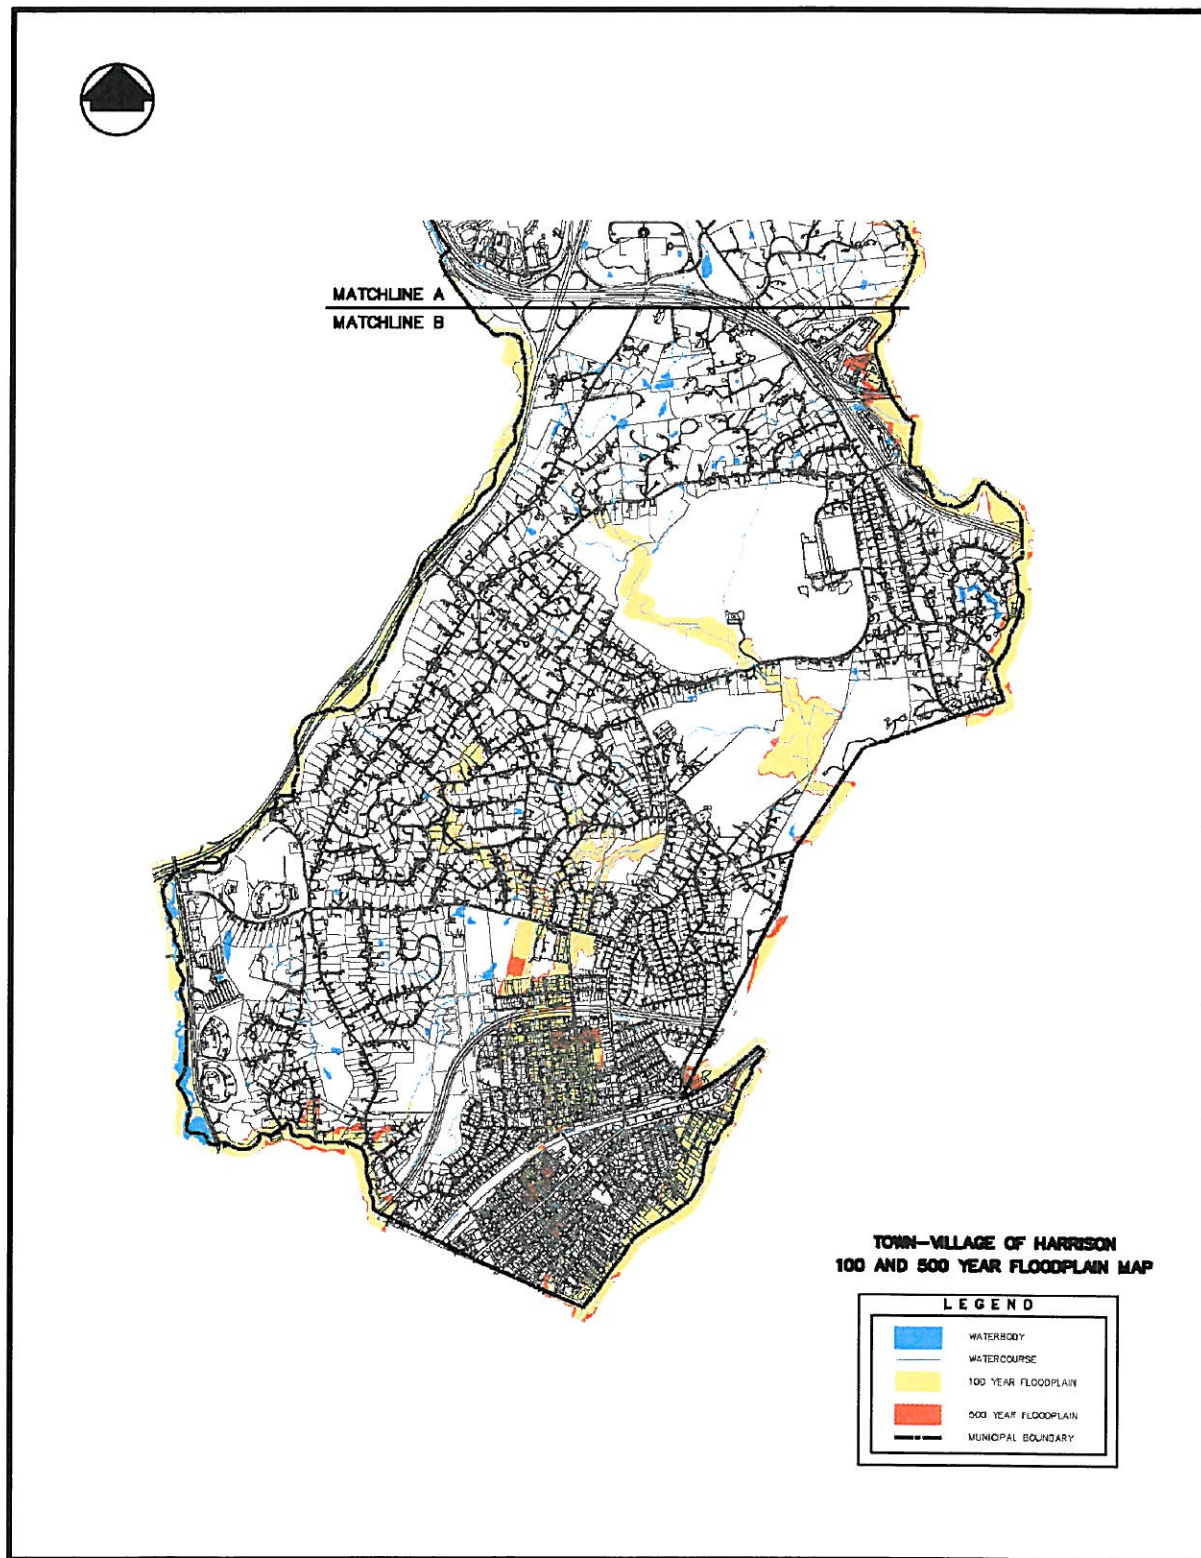 MATCHLINE A
MATCHLINE B
TOWN-VILLAGE OF HARRISON
100 AND 500 YEAR FLOODPLAIN MAP
LEGEND
WATERBODY
WATERCOURSE
100 YEAR FLOODPLAIN
500 YEAR FLOODPLAIN
MUNICIPAL BOUNDARY